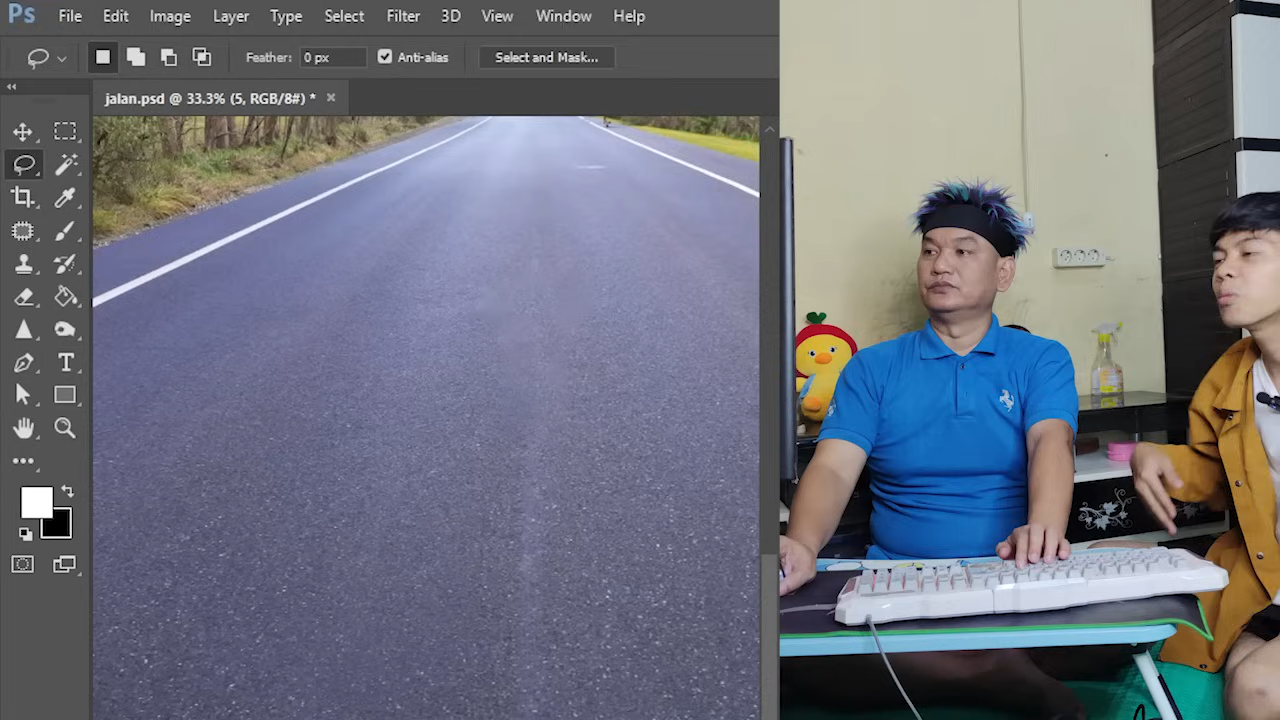 Ps File Edit Image Layer Type Select Filter 3D View Window Help
Feather: 0 px Anti-alias Select and Mask...
jalan.psd @ 33.3% (5, RGB/8#) * ×
T